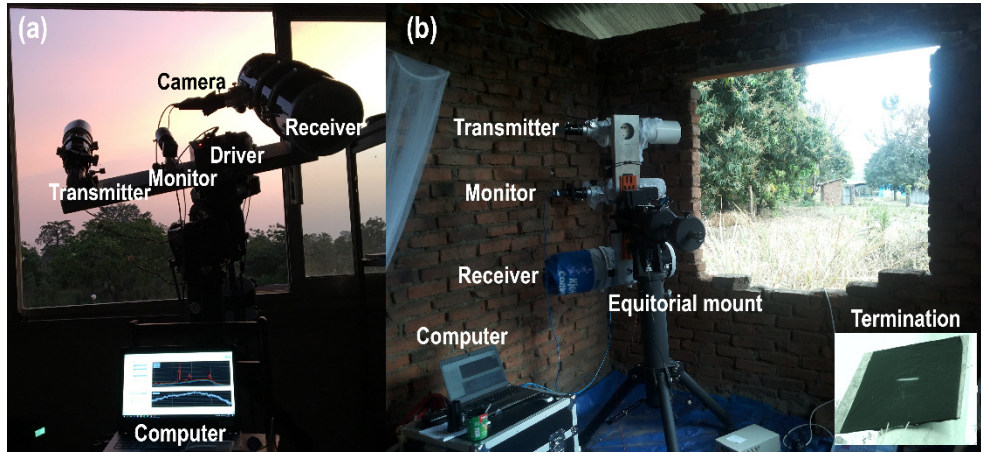 (a)
Camera
Receiver
Driver
Monitor
Transmitter
Computer
(b)
Transmitter
Monitor
Receiver
Equitorial mount
Computer
Termination